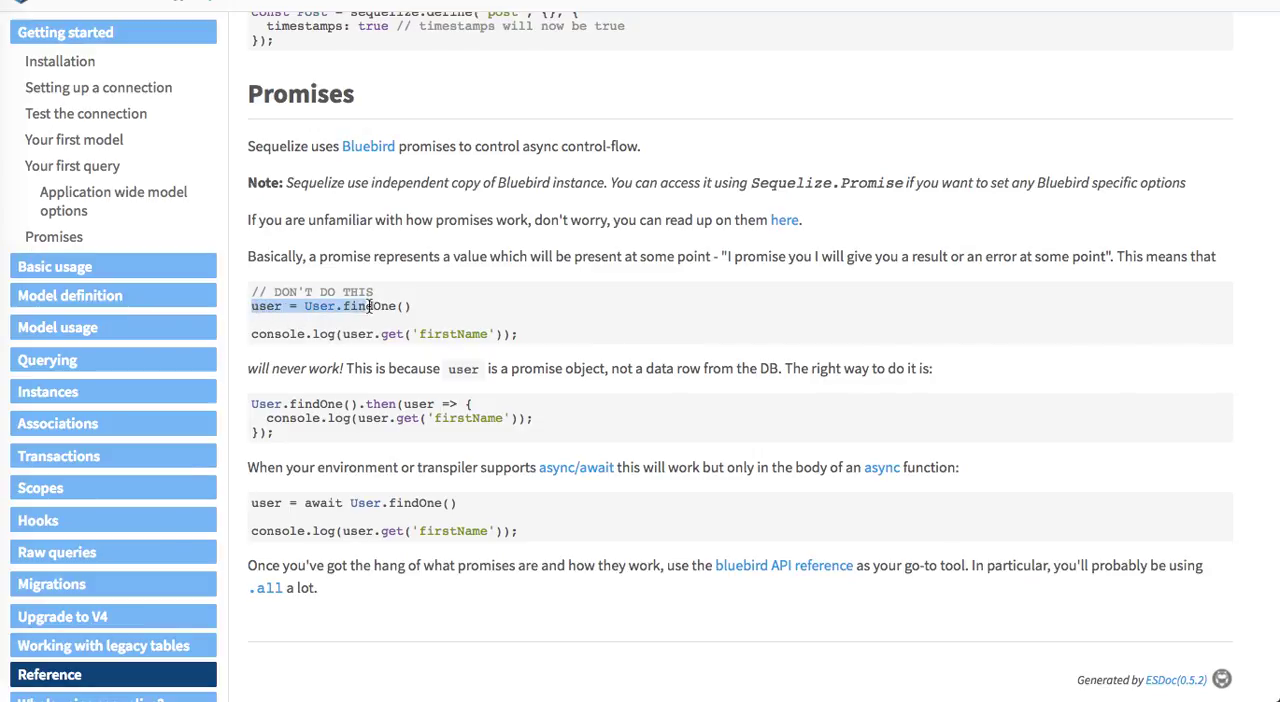 Getting started
Installation
Setting up a connection
Test the connection
Your first model
Your first query
Application wide model
options
Promises
Basic usage
Model definition
Model usage
Querying
Instances
Associations
Transactions
Scopes
Hooks
Raw queries
Migrations
Upgrade to V4
Working with legacy tables
Reference
const Post = sequelize.define('post', {}, {
  timestamps: true // timestamps will now be true
});
Promises
Sequelize uses Bluebird promises to control async control-flow.
Note: Sequelize use independent copy of Bluebird instance. You can access it using Sequelize.Promise if you want to set any Bluebird specific options
If you are unfamiliar with how promises work, don't worry, you can read up on them here.
Basically, a promise represents a value which will be present at some point - "I promise you I will give you a result or an error at some point". This means that
// DON'T DO THIS
user = User.findOne()
console.log(user.get('firstName'));
will never work! This is because user is a promise object, not a data row from the DB. The right way to do it is:
User.findOne().then(user => {
  console.log(user.get('firstName'));
});
When your environment or transpiler supports async/await this will work but only in the body of an async function:
user = await User.findOne()
console.log(user.get('firstName'));
Once you've got the hang of what promises are and how they work, use the bluebird API reference as your go-to tool. In particular, you'll probably be using
.all a lot.
Generated by ESDoc(0.5.2)